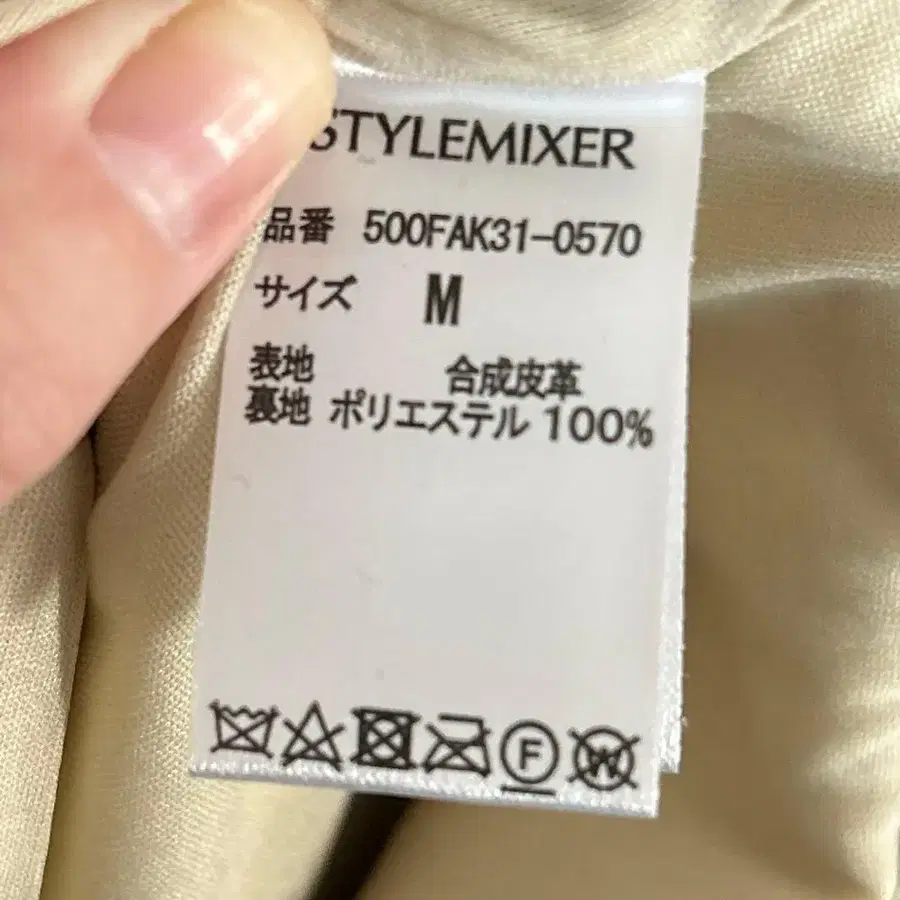 STYLEMIXER
品番 500FAK31-0570
サイズ M
表地 合成皮革
裏地 ポリエステル 100%
F W